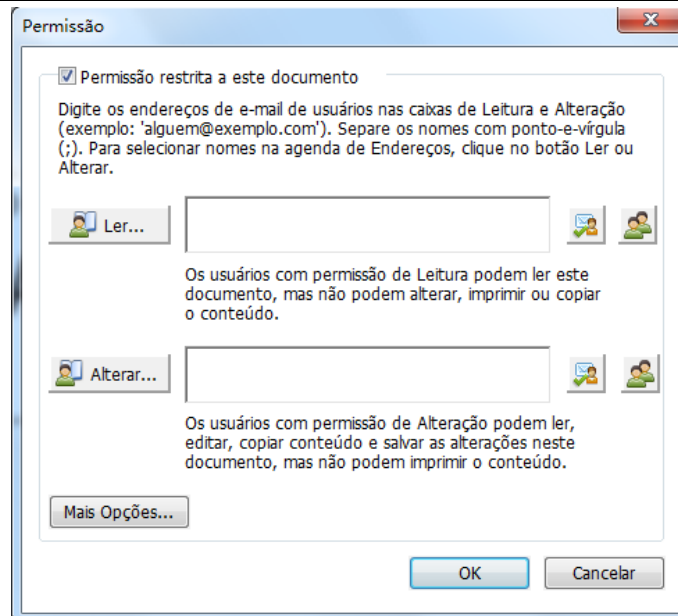 Permissão
Permissão restrita a este documento
Digite os endereços de e-mail de usuários nas caixas de Leitura e Alteração
(exemplo: 'alguem@exemplo.com'). Separe os nomes com ponto-e-vírgula
(;). Para selecionar nomes na agenda de Endereços, clique no botão Ler ou
Alterar.
Ler...
Os usuários com permissão de Leitura podem ler este
documento, mas não podem alterar, imprimir ou copiar
o conteúdo.
Alterar...
Os usuários com permissão de Alteração podem ler,
editar, copiar conteúdo e salvar as alterações neste
documento, mas não podem imprimir o conteúdo.
Mais Opções...
OK
Cancelar